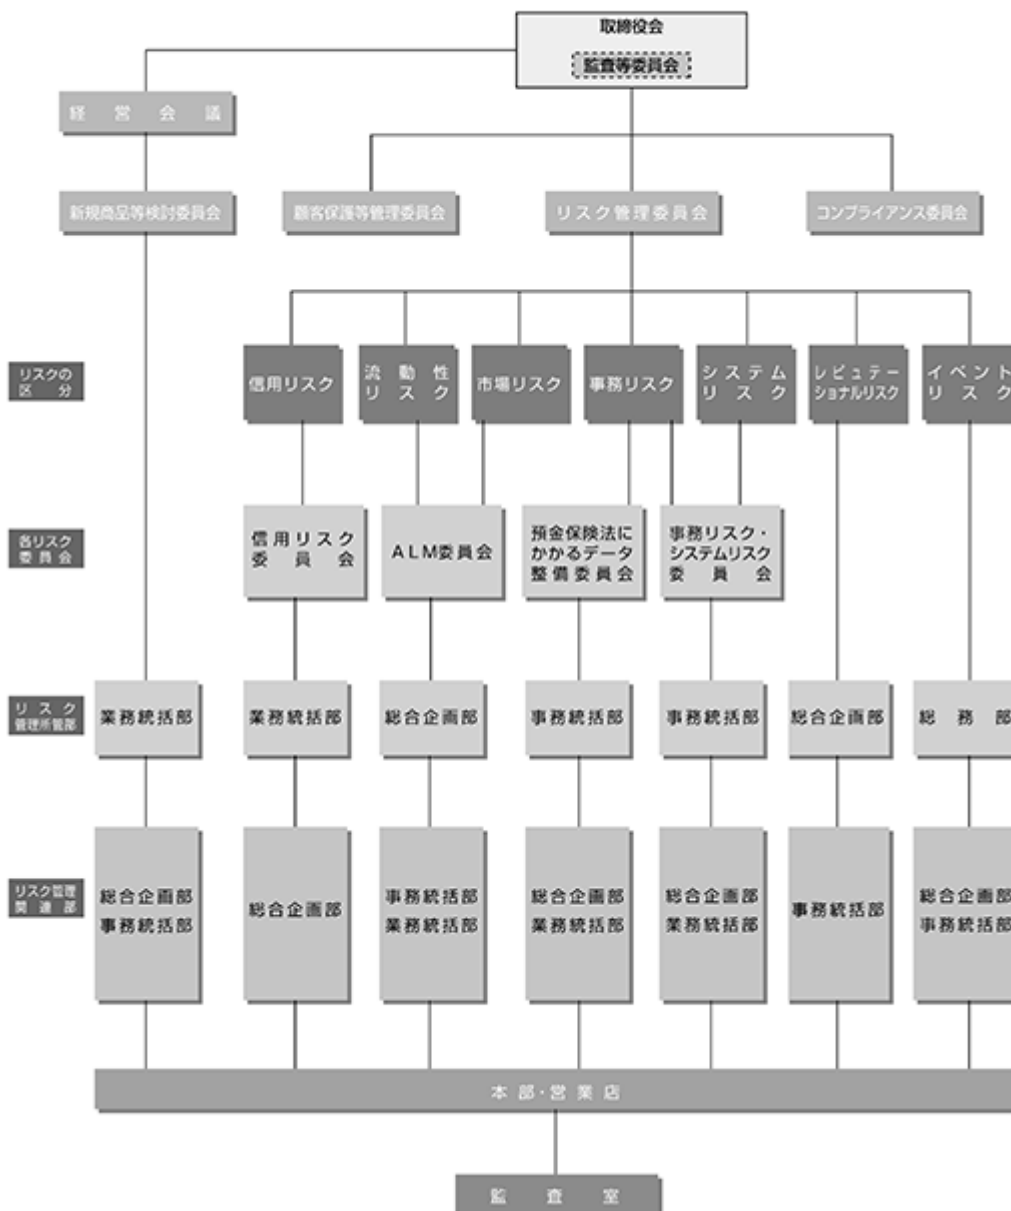 取締役会
監査等委員会
経営会議
新規商品等検討委員会
顧客保護等管理委員会
リスク管理委員会
コンプライアンス委員会
リスクの
区分
信用リスク
流動性
リスク
市場リスク
事務リスク
システム
リスク
レピュテー
ショナルリスク
イベント
リスク
各リスク
委員会
信用リスク
委員会
ALM委員会
預金保険法に
かかるデータ
整備委員会
事務リスク・
システムリスク
委員会
リスク
管理所管部
業務統括部
業務統括部
総合企画部
事務統括部
事務統括部
総合企画部
総務部
リスク管理
関連部
総合企画部
事務統括部
総合企画部
事務統括部
業務統括部
総合企画部
業務統括部
総合企画部
業務統括部
事務統括部
総合企画部
事務統括部
本部・営業店
監査室